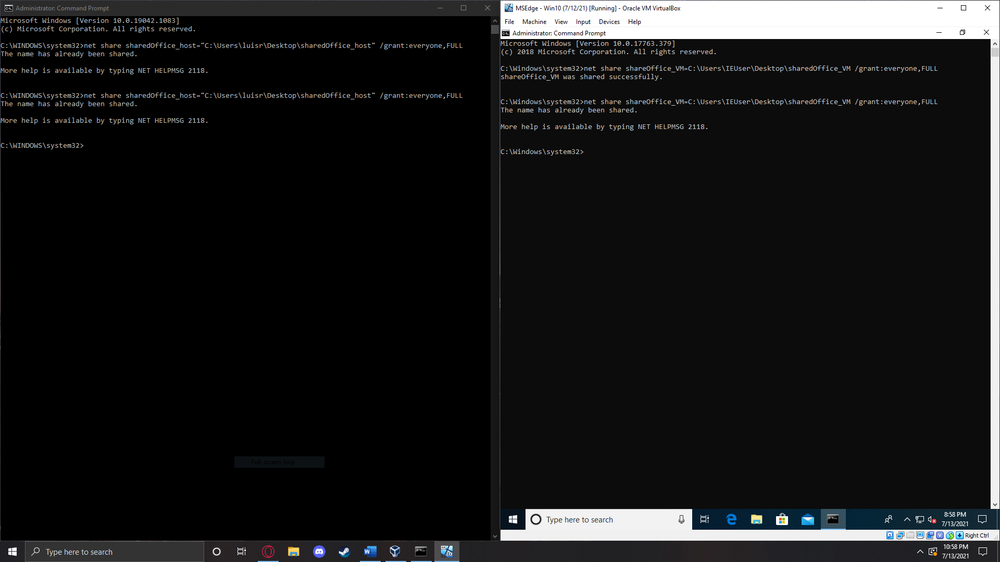 Administrator: Command Prompt
Microsoft Windows [Version 10.0.19042.1083]
(c) Microsoft Corporation. All rights reserved.
C:\WINDOWS\system32>net share sharedOffice_host="C:\Users\luisr\Desktop\sharedOffice_host" /grant:everyone,FULL
The name has already been shared.
More help is available by typing NET HELPMSG 2118.
C:\WINDOWS\system32>net share sharedOffice_host="C:\Users\luisr\Desktop\sharedOffice_host" /grant:everyone,FULL
The name has already been shared.
More help is available by typing NET HELPMSG 2118.
C:\WINDOWS\system32>
Full-screen Snip
MSEdge - Win10 (7/12/21) [Running] - Oracle VM VirtualBox
File Machine View Input Devices Help
Administrator: Command Prompt
Microsoft Windows [Version 10.0.17763.379]
(c) 2018 Microsoft Corporation. All rights reserved.
C:\Windows\system32>net share shareOffice_VM=C:\Users\IEUser\Desktop\sharedOffice_VM /grant:everyone,FULL
shareOffice_VM was shared successfully.
C:\Windows\system32>net share shareOffice_VM=C:\Users\IEUser\Desktop\sharedOffice_VM /grant:everyone,FULL
The name has already been shared.
More help is available by typing NET HELPMSG 2118.
C:\Windows\system32>
Type here to search
8:58 PM
7/13/2021
Right Ctrl
Type here to search
10:58 PM
7/13/2021